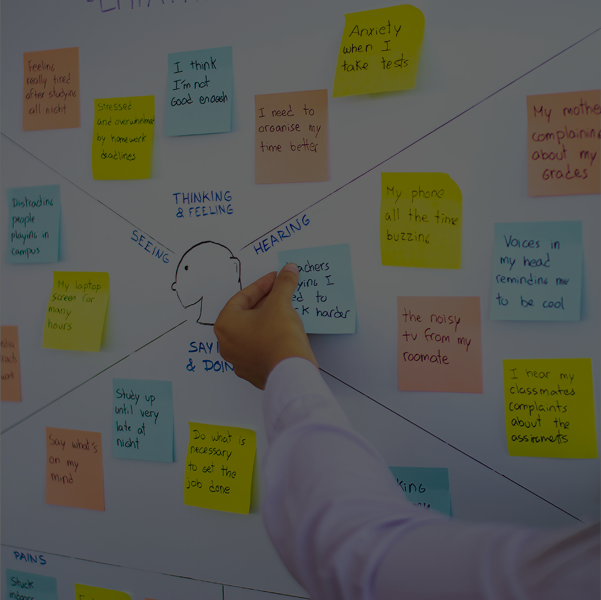 Feeling
really tired
after studying
all night
Stressed
and overwhelmed
by homework
deadlines
I think
I'm not
Good enough
I need to
organise my
time better
Anxiety
when I
take tests
THINKING
& FEELING
SEEING
Distracting
people
playing in
campus
My laptop
screen for
many
hours
HEARING
My mother
complaining
about my
GRADES
My phone
all the time
buzzing
Voices in
my head
reminding me
to be cool
I
to
harder
the noisy
tv from my
roomate
I hear my
classmates
complaints
about the
& DOING
Study up
until very
late at
night
Say what's
on my
mind
Do what is
necessary
to get the
job done
PAINS
Stuck